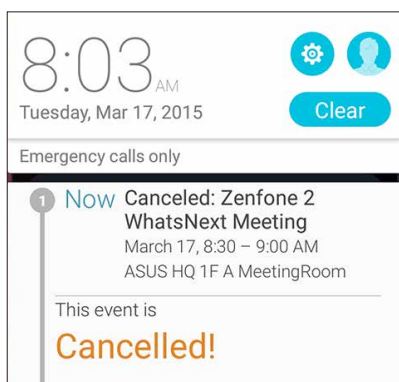 8:03 AM
Tuesday, Mar 17, 2015
Clear
Emergency calls only
1 Now Canceled: Zenfone 2
WhatsNext Meeting
March 17, 8:30 – 9:00 AM
ASUS HQ 1F A MeetingRoom
This event is
Cancelled!